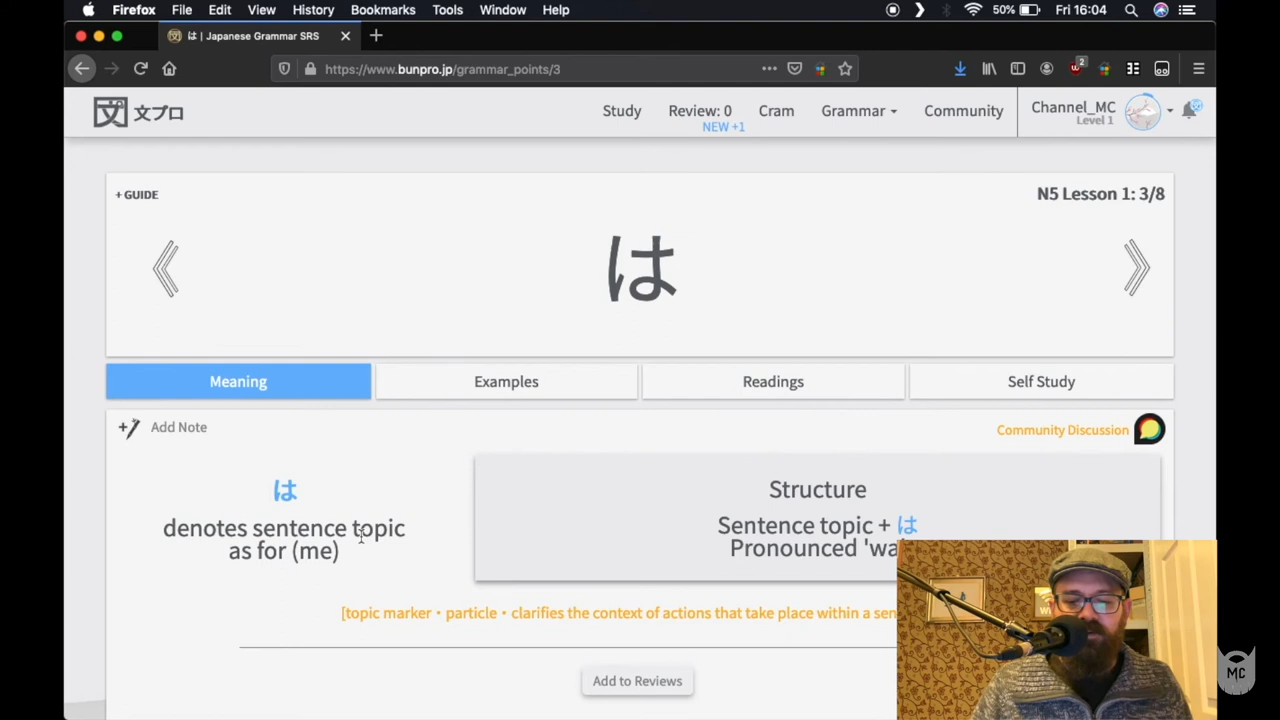 Firefox File Edit View History Bookmarks Tools Window Help 50% Fri 16:04
は | Japanese Grammar SRS
https://www.bunpro.jp/grammar_points/3 2
文プロ Study Review: 0 Cram Grammar Community Channel_MC
NEW +1 Level 1
+ GUIDE N5 Lesson 1: 3/8
は
Meaning Examples Readings Self Study
Add Note Community Discussion
は Structure
denotes sentence topic Sentence topic + は
as for (me) Pronounced 'wa
[topic marker・particle・clarifies the context of actions that take place within a sen
Add to Reviews
MC